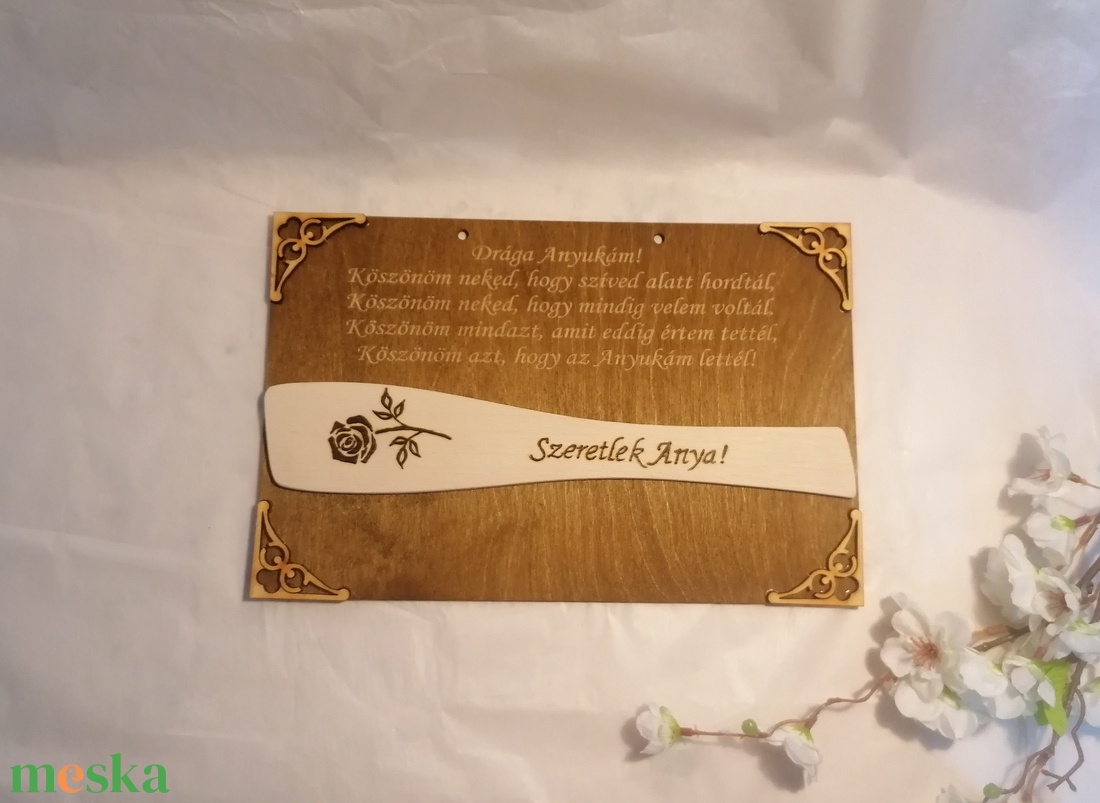 Drága Anyukám!
Köszönöm neked, hogy szíved alatt hordtál,
Köszönöm neked, hogy mindig velem voltál.
Köszönöm mindazt, amit eddig értem tettél,
Köszönöm azt, hogy az Anyukám lettél!
Szeretlek Anya!
meska